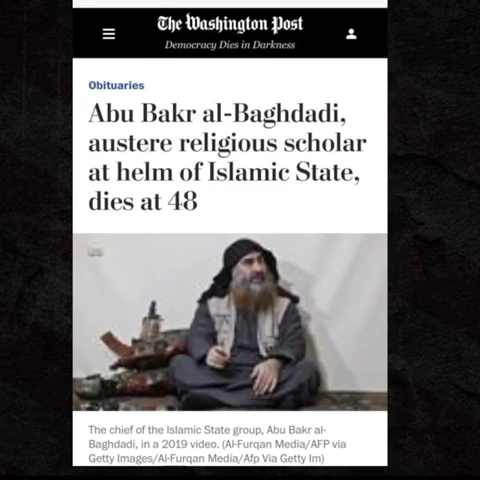 The Washington Post
Democracy Dies in Darkness
Obituaries
Abu Bakr al-Baghdadi,
austere religious scholar
at helm of Islamic State,
dies at 48
The chief of the Islamic State group, Abu Bakr al-
Baghdadi, in a 2019 video. (Al-Furqan Media/AFP via
Getty Images/Al-Furqan Media/Afp Via Getty Im)